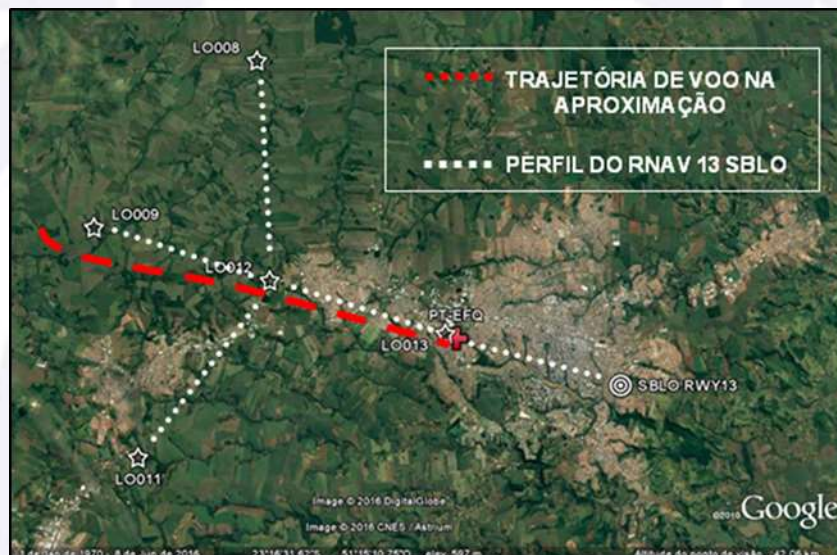 LO008
TRAJETÓRIA DE VOO NA
APROXIMAÇÃO
PERFIL DO RNAV 13 SBLO
LO009
LO012
PT-EFQ
LO013
SBLO RWY13
LO011
Image © 2016 DigitalGlobe
Image © 2016 CNES / Astrium
©2010 Google